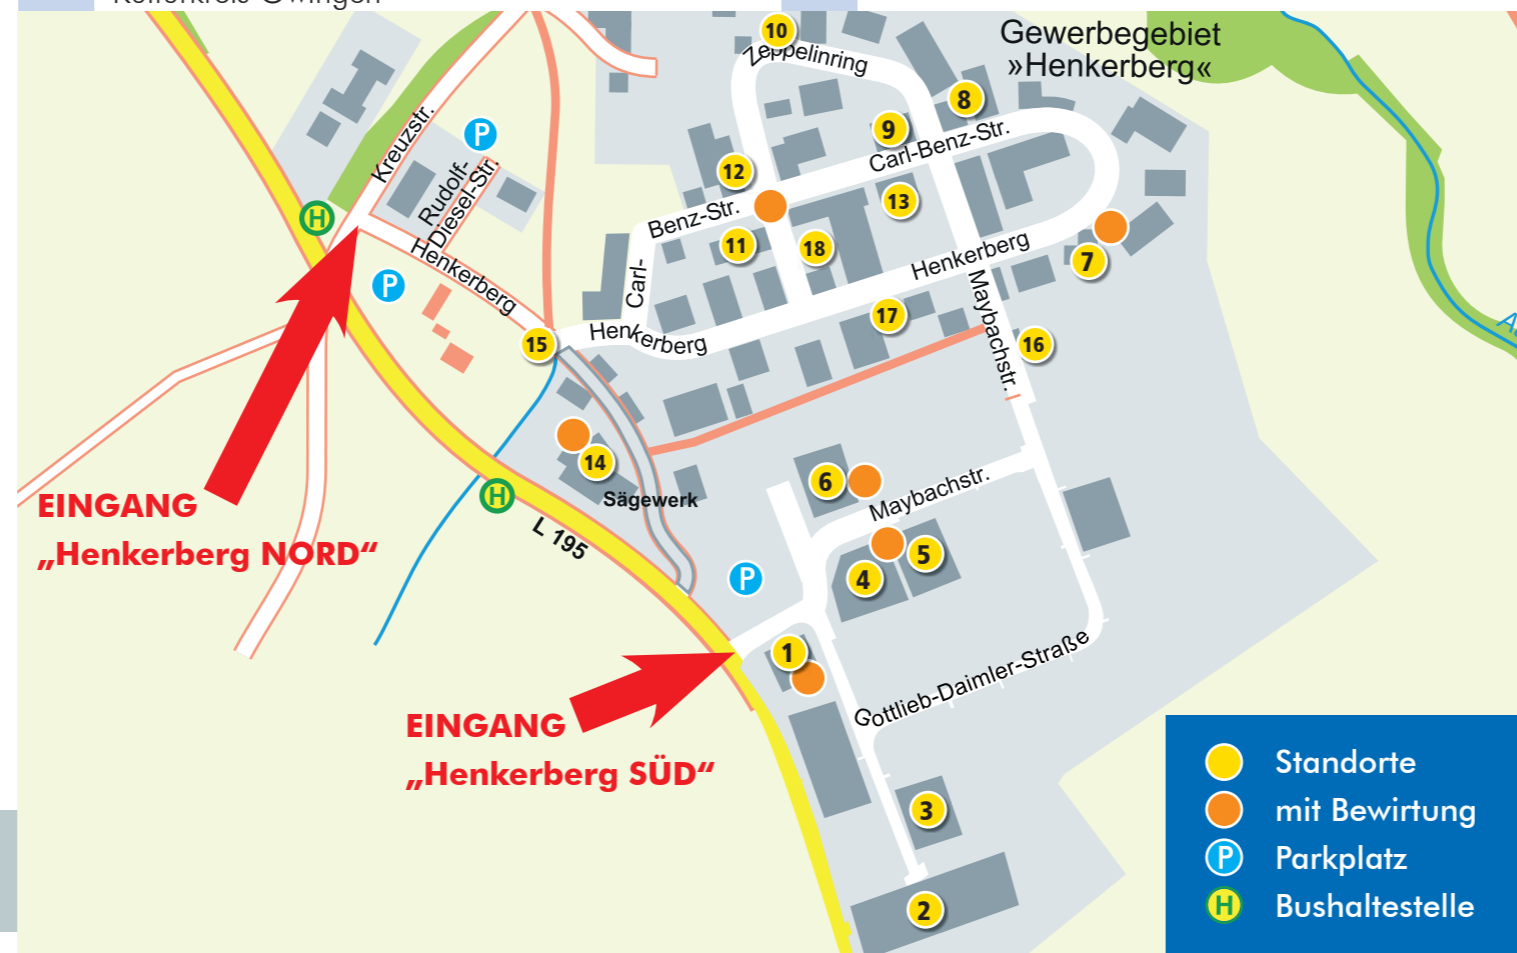 10
Zeppelinring
Gewerbegebiet
»Henkerberg«
8
9
Carl-Benz-Str.
Kreuzstr.
P
Rudolf-
Diesel-Str.
12
13
H
Benz-Str.
Carl-
11
18
7
Henkerberg
Henkerberg
P
Maybachstr.
17
16
15
Henkerberg
14
Sägewerk
6
Maybachstr.
EINGANG
„Henkerberg NORD“
H
L 195
5
4
P
1
Gottlieb-Daimler-Straße
EINGANG
„Henkerberg SÜD“
3
2
Standorte
mit Bewirtung
P Parkplatz
H Bushaltestelle